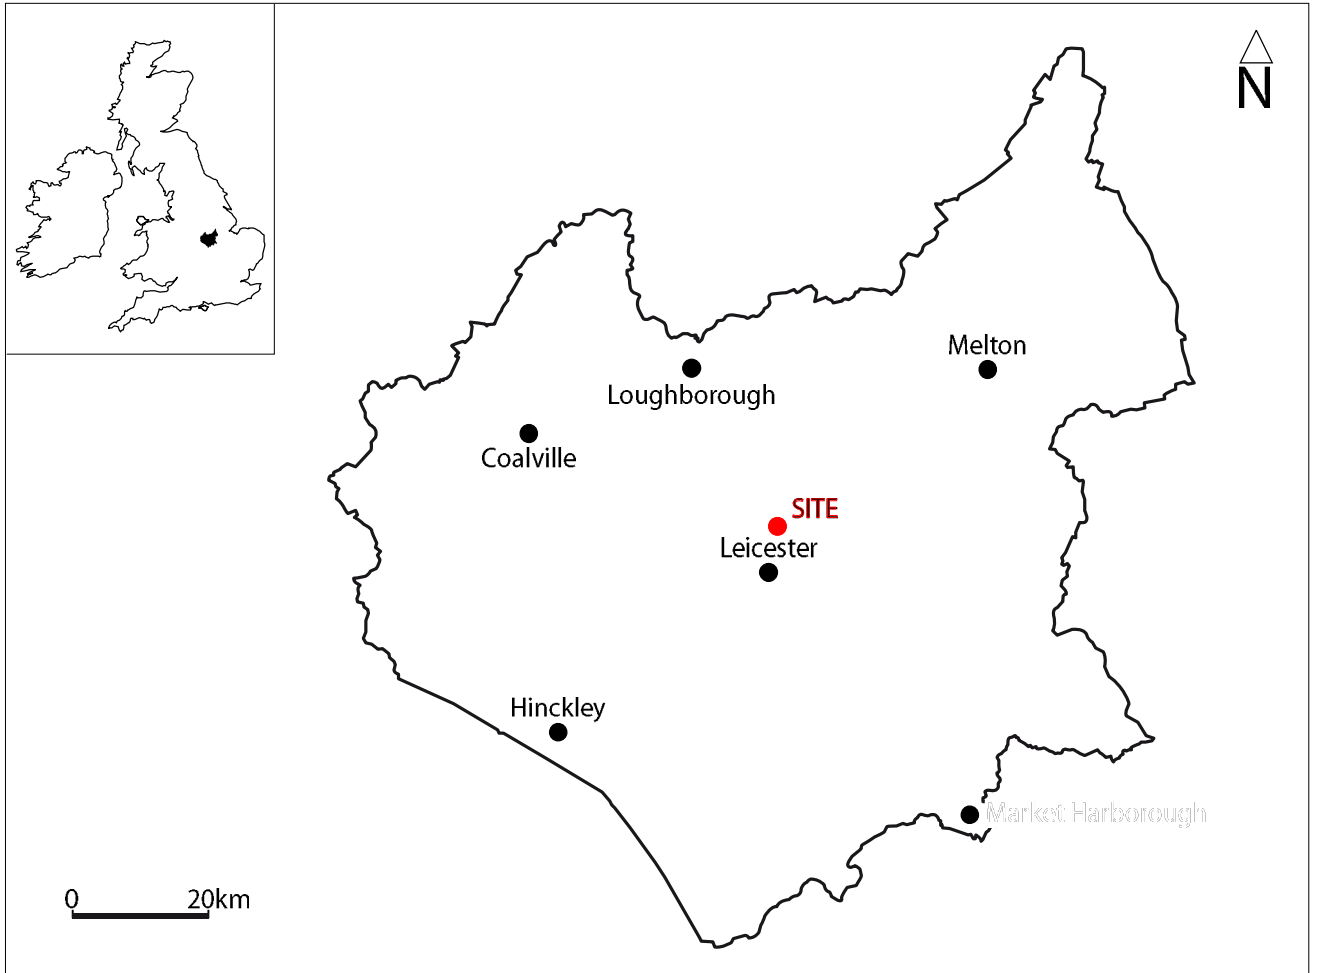 N
Melton
Loughborough
Coalville
SITE
Leicester
Hinckley
Market Harborough
0 20km